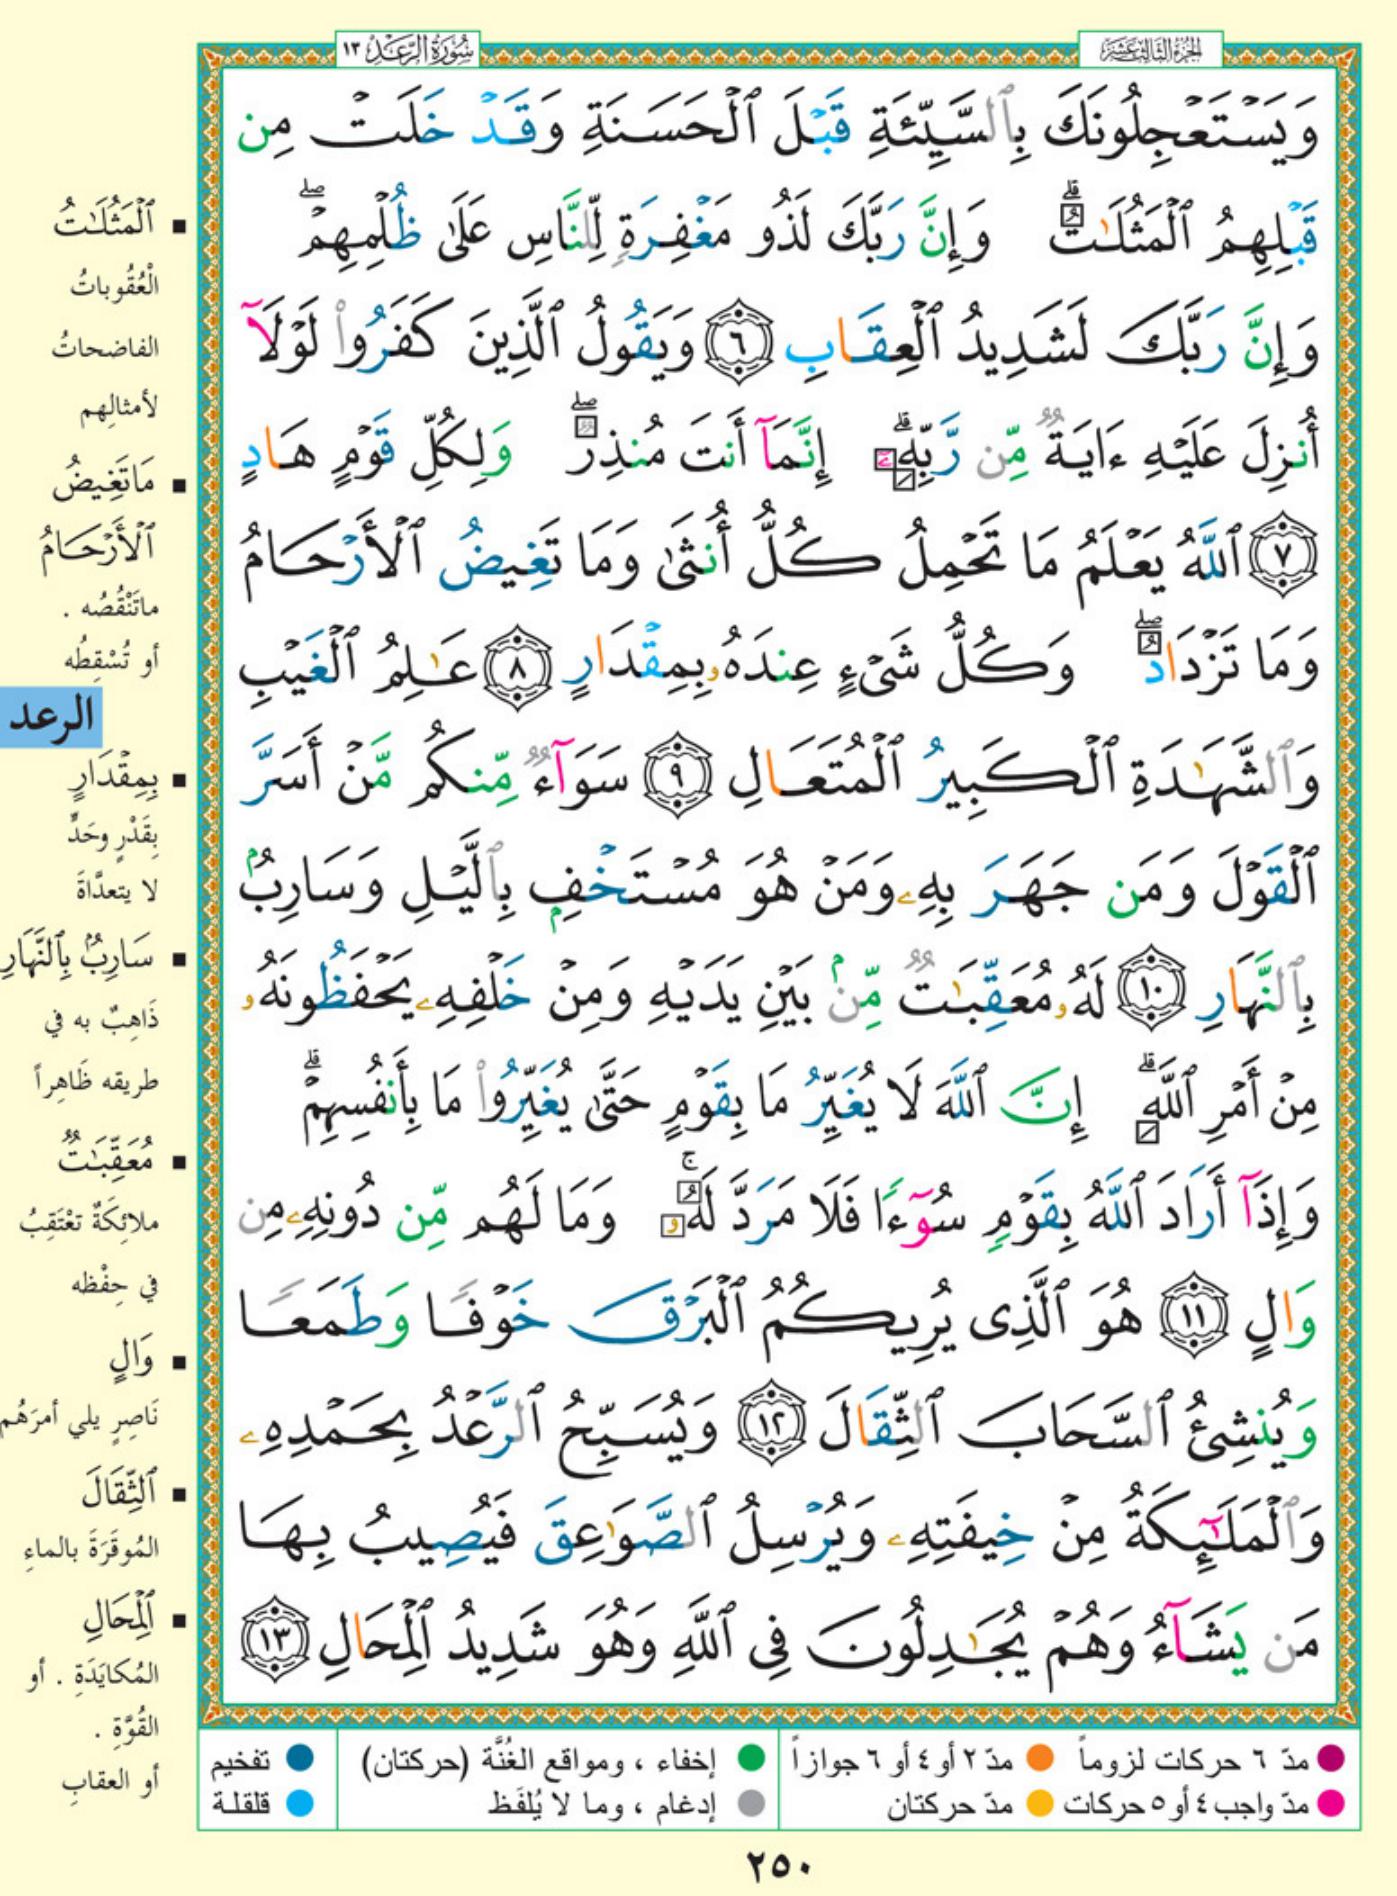 الجزء الثالث عشر
سورة الرعد ١٣
وَيَسْتَعْجِلُونَكَ بِٱلسَّيِّئَةِ قَبْلَ ٱلْحَسَنَةِ وَقَدْ خَلَتْ مِن
قَبْلِهِمُ ٱلْمَثُلَٰتُ ۗ وَإِنَّ رَبَّكَ لَذُو مَغْفِرَةٍ لِّلنَّاسِ عَلَىٰ ظُلْمِهِمْ ۖ
وَإِنَّ رَبَّكَ لَشَدِيدُ ٱلْعِقَابِ ٦ وَيَقُولُ ٱلَّذِينَ كَفَرُوا۟ لَوْلَآ
أُنزِلَ عَلَيْهِ ءَايَةٌ مِّن رَّبِّهِۦٓ ۗ إِنَّمَآ أَنتَ مُنذِرٌ ۖ وَلِكُلِّ قَوْمٍ هَادٍ
٧ ٱللَّهُ يَعْلَمُ مَا تَحْمِلُ كُلُّ أُنثَىٰ وَمَا تَغِيضُ ٱلْأَرْحَامُ
وَمَا تَزْدَادُ ۖ وَكُلُّ شَىْءٍ عِندَهُۥ بِمِقْدَارٍ ٨ عَٰلِمُ ٱلْغَيْبِ
وَٱلشَّهَٰدَةِ ٱلْكَبِيرُ ٱلْمُتَعَالِ ٩ سَوَآءٌ مِّنكُم مَّنْ أَسَرَّ
ٱلْقَوْلَ وَمَن جَهَرَ بِهِۦ وَمَنْ هُوَ مُسْتَخْفٍۭ بِٱلَّيْلِ وَسَارِبٌۢ
بِٱلنَّهَارِ ١٠ لَهُۥ مُعَقِّبَٰتٌ مِّنۢ بَيْنِ يَدَيْهِ وَمِنْ خَلْفِهِۦ يَحْفَظُونَهُۥ
مِنْ أَمْرِ ٱللَّهِ ۗ إِنَّ ٱللَّهَ لَا يُغَيِّرُ مَا بِقَوْمٍ حَتَّىٰ يُغَيِّرُوا۟ مَا بِأَنفُسِهِمْ ۗ
وَإِذَآ أَرَادَ ٱللَّهُ بِقَوْمٍ سُوٓءًا فَلَا مَرَدَّ لَهُۥ ۚ وَمَا لَهُم مِّن دُونِهِۦ مِن
وَالٍ ١١ هُوَ ٱلَّذِى يُرِيكُمُ ٱلْبَرْقَ خَوْفًا وَطَمَعًا
وَيُنشِئُ ٱلسَّحَابَ ٱلثِّقَالَ ١٢ وَيُسَبِّحُ ٱلرَّعْدُ بِحَمْدِهِۦ
وَٱلْمَلَٰٓئِكَةُ مِنْ خِيفَتِهِۦ وَيُرْسِلُ ٱلصَّوَٰعِقَ فَيُصِيبُ بِهَا
مَن يَشَآءُ وَهُمْ يُجَٰدِلُونَ فِى ٱللَّهِ وَهُوَ شَدِيدُ ٱلْمِحَالِ ١٣
▪ ٱلْمَثُلَٰتُ
الْعُقُوباتُ
الفاضحاتُ
لأمثالِهم
▪ مَا تَغِيضُ
ٱلْأَرْحَامُ
ماتَنْقُصُه .
أو تُسْقِطُه
الرعد
▪ بِمِقْدَارٍ
بِقَدْرٍ وحَدٍّ
لا يتعدَّاهَ
▪ سَارِبٌۢ بِٱلنَّهَارِ
ذَاهِبٌ به في
طريقه ظَاهِراً
▪ مُعَقِّبَٰتٌ
ملائِكَةٌ تعْتَقِبُ
في حِفْظه
▪ وَالٍ
نَاصِرٍ يلي أمرَهُم
▪ ٱلثِّقَالَ
المُوقَرَةَ بالماءِ
▪ ٱلْمِحَالِ
المُكايَدَةِ . أو
القُوَّةِ .
أو العقابِ
مدّ ٦ حركات لزوماً مدّ ٢ أو ٤ أو ٦ جوازاً
مدّ واجب ٤ أو ٥ حركات مدّ حركتان
إخفاء ، ومواقع الغُنَّة (حركتان)
إدغام ، وما لا يُلفَظ
تفخيم
قلقلة
٢٥٠